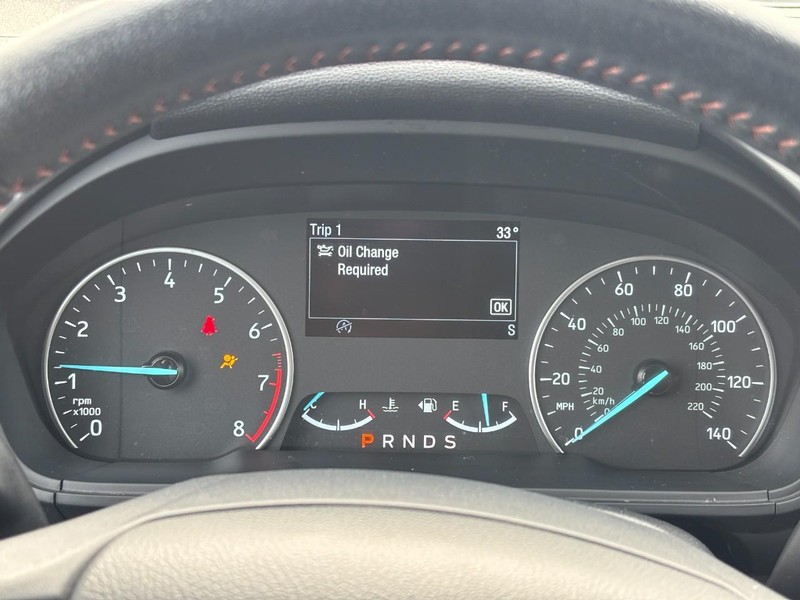 Trip 1 33°
Oil Change
Required
OK
S
0 1 2 3 4 5 6 7 8
rpm
x1000
C H E F
P R N D S
0 20 40 60 80 100 120 140
MPH
0 20 40 60 80 100 120 140 160 180 200 220
km/h